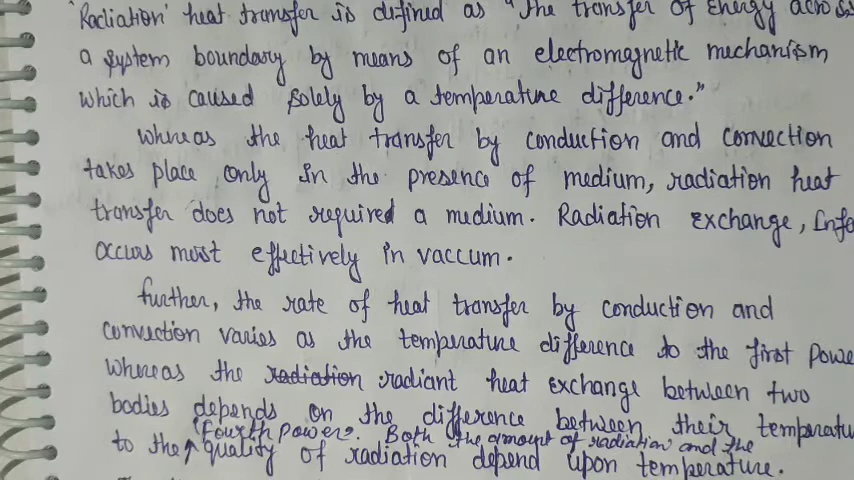 'Radiation' heat transfer is defined as "the transfer of energy across
a system boundary by means of an electromagnetic mechanism
which is caused solely by a temperature difference."
whereas the heat transfer by conduction and convection
takes place only in the presence of medium, radiation heat
transfer does not required a medium. Radiation exchange, Info
occurs most effectively in vaccum.
further, the rate of heat transfer by conduction and
convection varies as the temperature difference to the first powe
whereas the radiation radiant heat exchange between two
bodies depends on the difference between their temperatu
'fourth power'. Both 'the amount of radiation' and the
to the ↑ quality of radiation depend upon temperature.